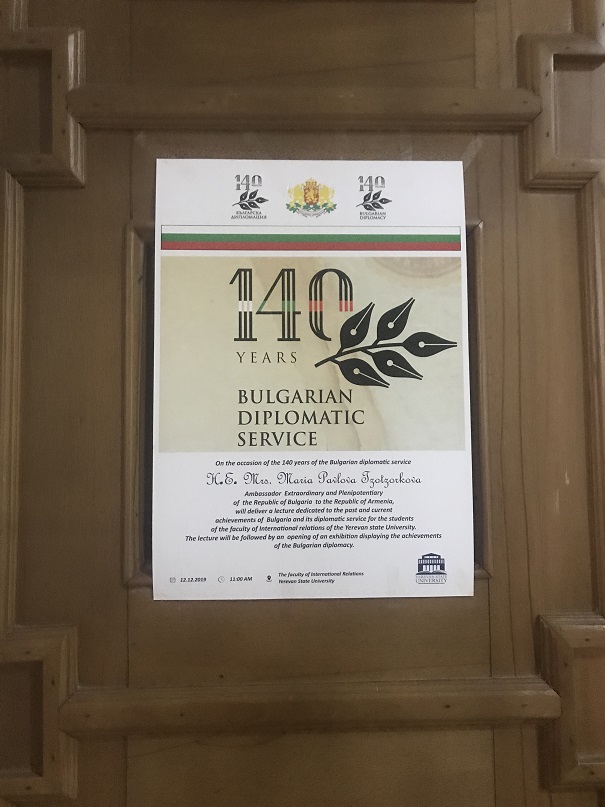 140
БЪЛГАРСКА
ДИПЛОМАЦИЯ
140
BULGARIAN
DIPLOMACY
140
YEARS
BULGARIAN
DIPLOMATIC
SERVICE
On the occasion of the 140 years of the Bulgarian diplomatic service
H.E. Mrs. Maria Pavlova Tzotzorkova
Ambassador Extraordinary and Plenipotentiary
of the Republic of Bulgaria to the Republic of Armenia,
will deliver a lecture dedicated to the past and current
achievements of Bulgaria and its diplomatic service for the students
of the faculty of International relations of the Yerevan state University.
The lecture will be followed by an opening of an exhibition displaying the achievements
of the Bulgarian diplomacy.
12.12.2019
11:00 AM
The faculty of International Relations
Yerevan State University
YEREVAN STATE
UNIVERSITY